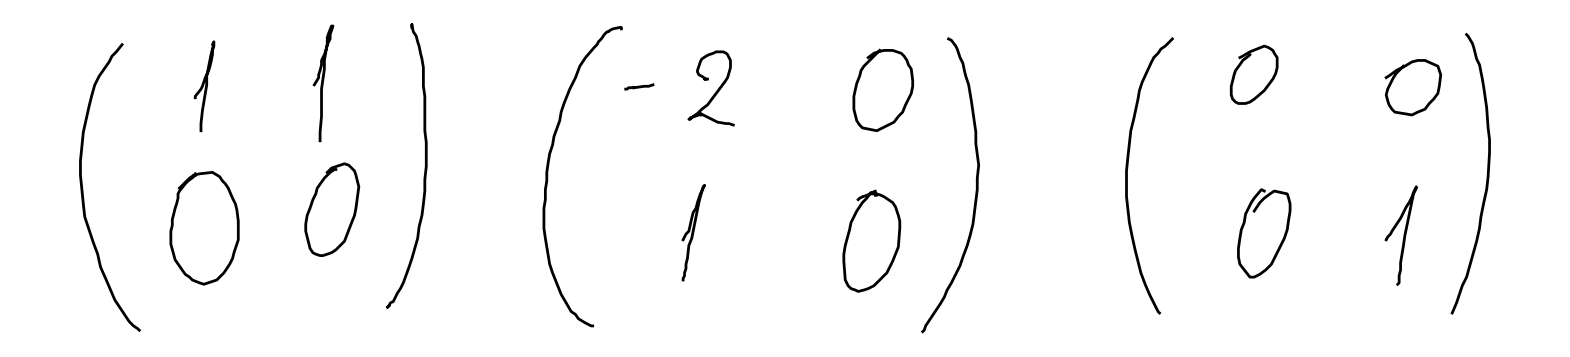 ( 1 1 ) ( -2 0 ) ( 0 0 )
( 0 0 ) ( 1 0 ) ( 0 1 )